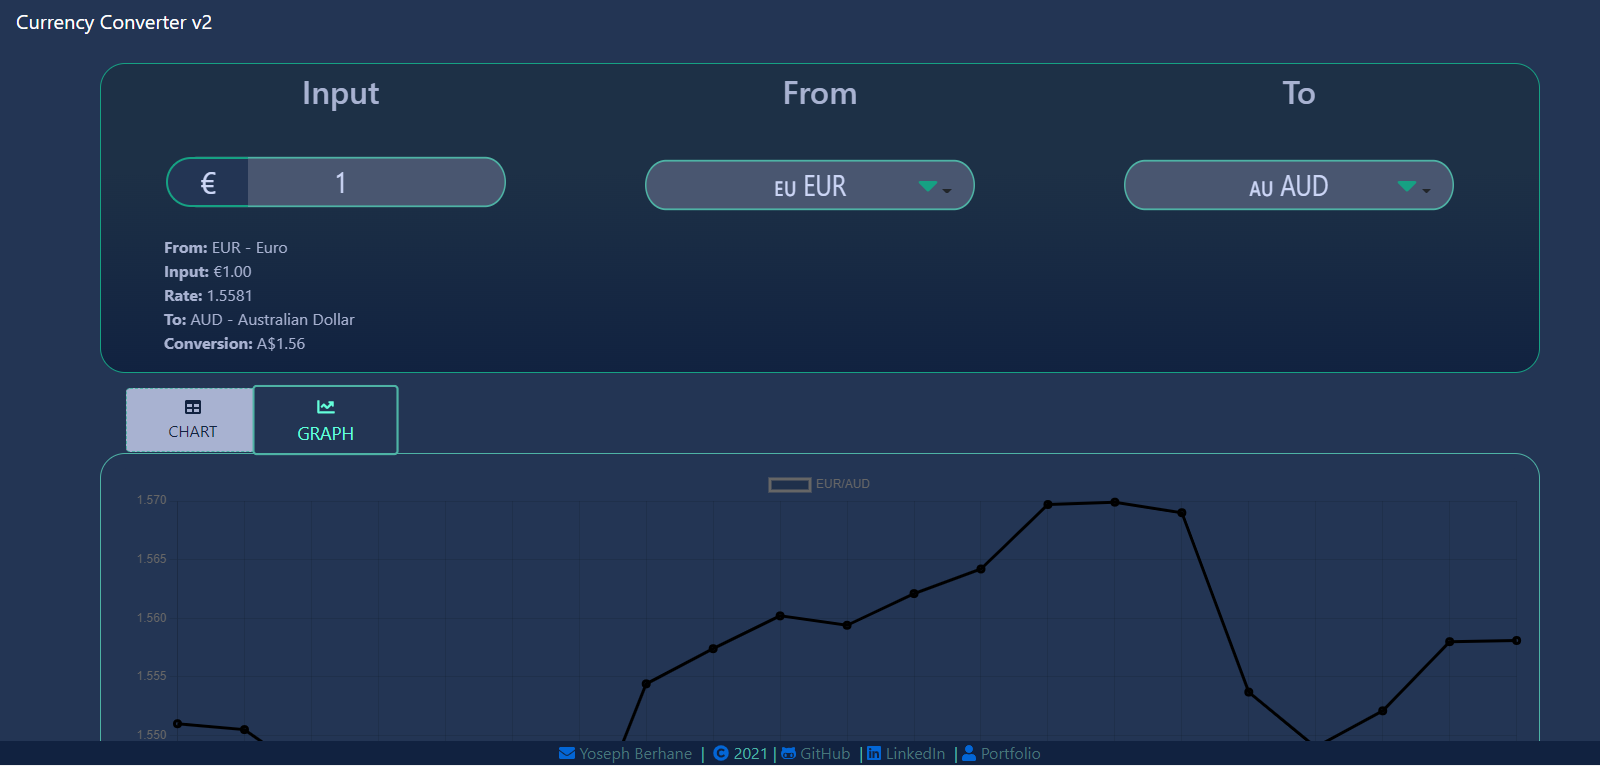 Currency Converter v2
Input
From
To
€ 1
EU EUR
AU AUD
From: EUR - Euro
Input: €1.00
Rate: 1.5581
To: AUD - Australian Dollar
Conversion: A$1.56
CHART
GRAPH
EUR/AUD
1.570
1.565
1.560
1.555
1.550
Yoseph Berhane | © 2021 | GitHub | LinkedIn | Portfolio